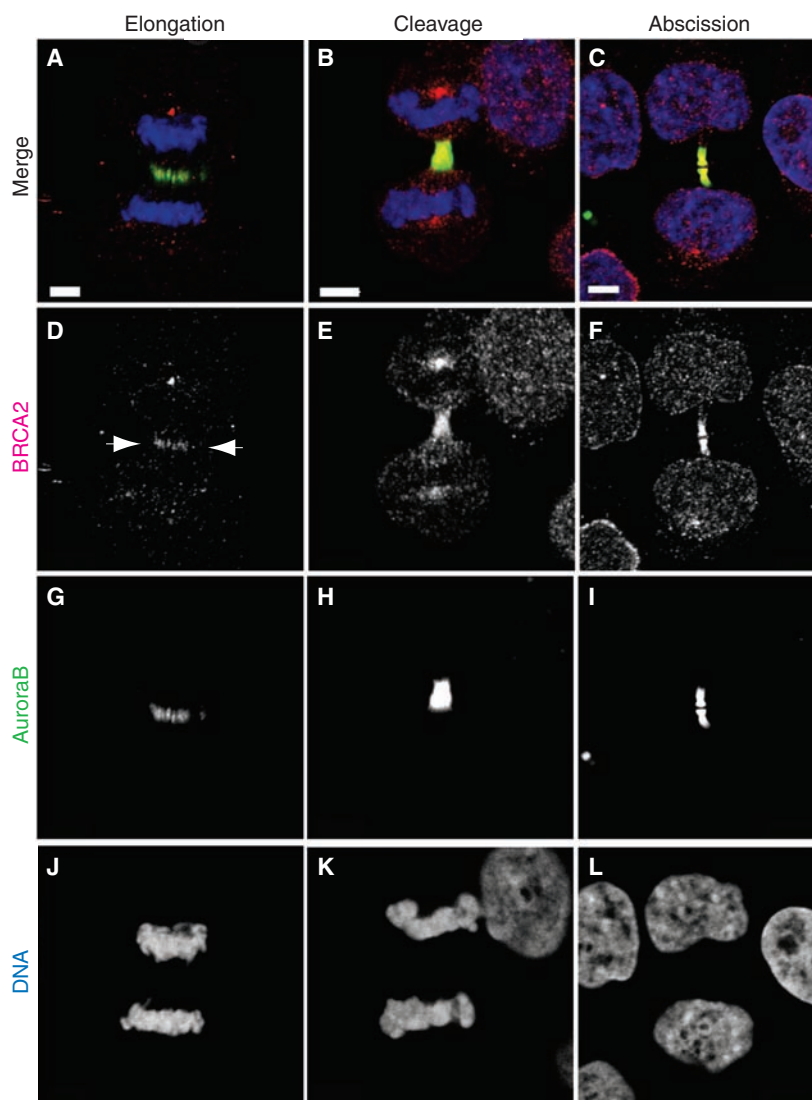 Elongation Cleavage Abscission
Merge
A B C
BRCA2
D E F
AuroraB
G H I
DNA
J K L